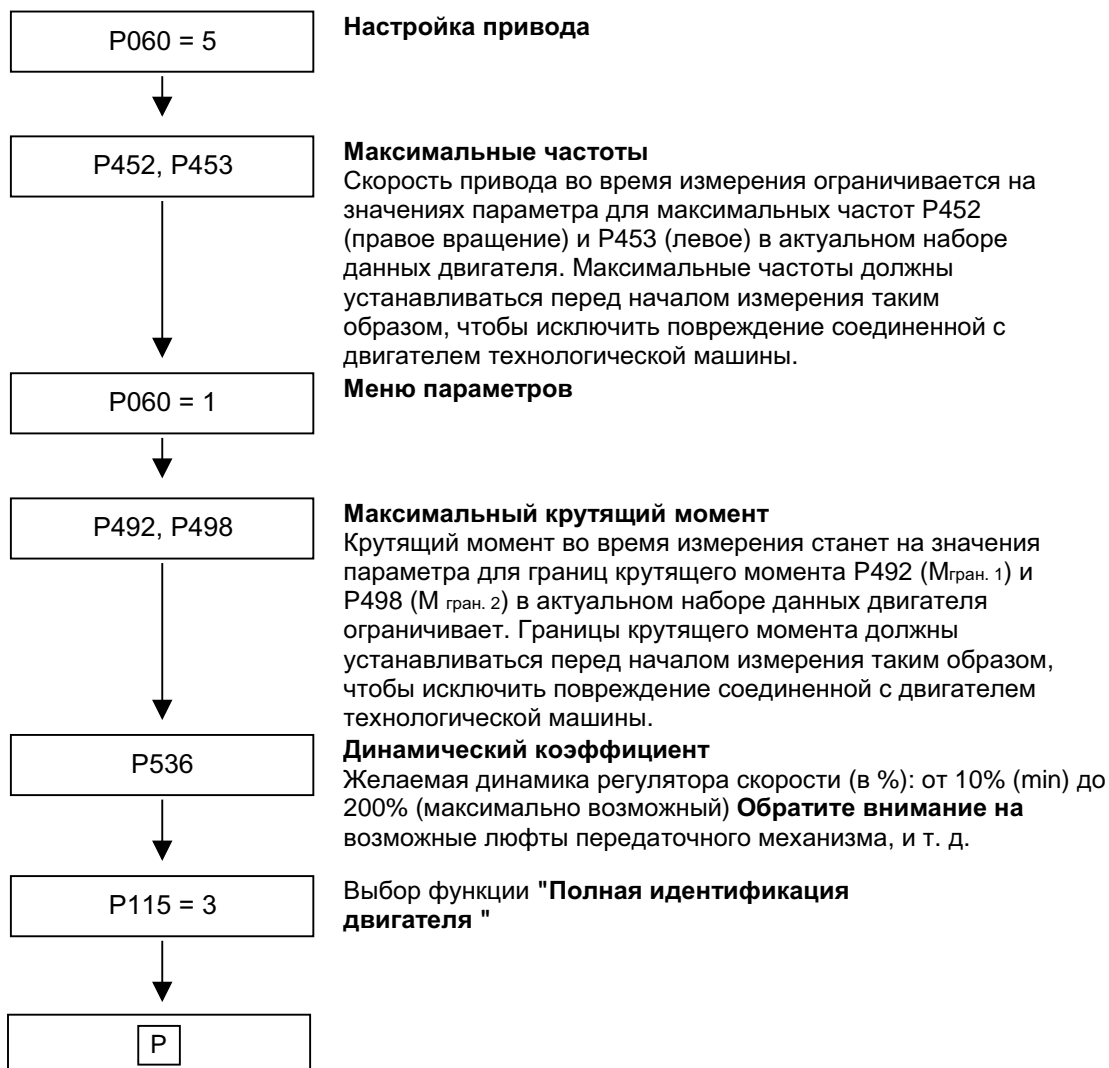 P060 = 5
Настройка привода
P452, P453
Максимальные частоты
Скорость привода во время измерения ограничивается на
значениях параметра для максимальных частот P452
(правое вращение) и P453 (левое) в актуальном наборе
данных двигателя. Максимальные частоты должны
устанавливаться перед началом измерения таким
образом, чтобы исключить повреждение соединенной с
двигателем технологической машины.
P060 = 1
Меню параметров
P492, P498
Максимальный крутящий момент
Крутящий момент во время измерения станет на значения
параметра для границ крутящего момента P492 (Mгран. 1) и
P498 (M гран. 2) в актуальном наборе данных двигателя
ограничивает. Границы крутящего момента должны
устанавливаться перед началом измерения таким образом,
чтобы исключить повреждение соединенной с двигателем
технологической машины.
P536
Динамический коэффициент
Желаемая динамика регулятора скорости (в %): от 10% (min) до
200% (максимально возможный) Обратите внимание на
возможные люфты передаточного механизма, и т. д.
P115 = 3
Выбор функции "Полная идентификация
двигателя "
P